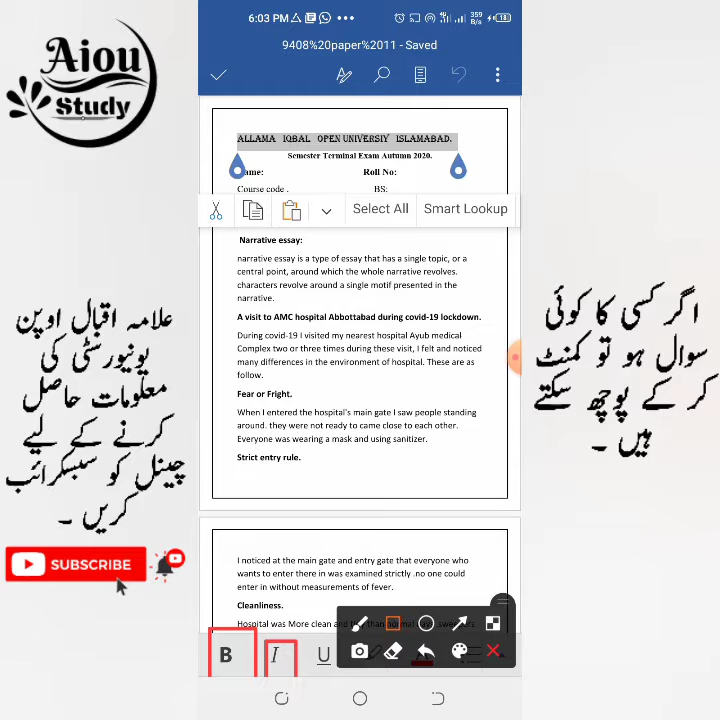 Aiou
Study
6:03 PM
359
B/s
18
9408%20paper%2011 - Saved
ALLAMA IQBAL OPEN UNIVERSIY ISLAMABAD.
Semester Terminal Exam Autumn 2020.
ame:
Roll No:
Course code .
BS:
Select All
Smart Lookup
Narrative essay:
narrative essay is a type of essay that has a single topic, or a
central point, around which the whole narrative revolves.
characters revolve around a single motif presented in the
narrative.
A visit to AMC hospital Abbottabad during covid-19 lockdown.
During covid-19 I visited my nearest hospital Ayub medical
Complex two or three times during these visit, I felt and noticed
many differences in the environment of hospital. These are as
follow.
Fear or Fright.
When I entered the hospital's main gate I saw people standing
around. they were not ready to came close to each other.
Everyone was wearing a mask and using sanitizer.
Strict entry rule.
I noticed at the main gate and entry gate that everyone who
wants to enter there in was examined strictly .no one could
enter in without measurements of fever.
Cleanliness.
Hospital was More clean and
B
I
U
علامہ اقبال اوپن
یونیورسٹی کی
معلومات حاصل
کرنے کے لیے
چینل کو سبسکرائب
کریں ۔
SUBSCRIBE
اگر کسی کا کوئی
سوال ہو تو کمنٹ
کر کے پوچھ سکتے
ہیں ۔